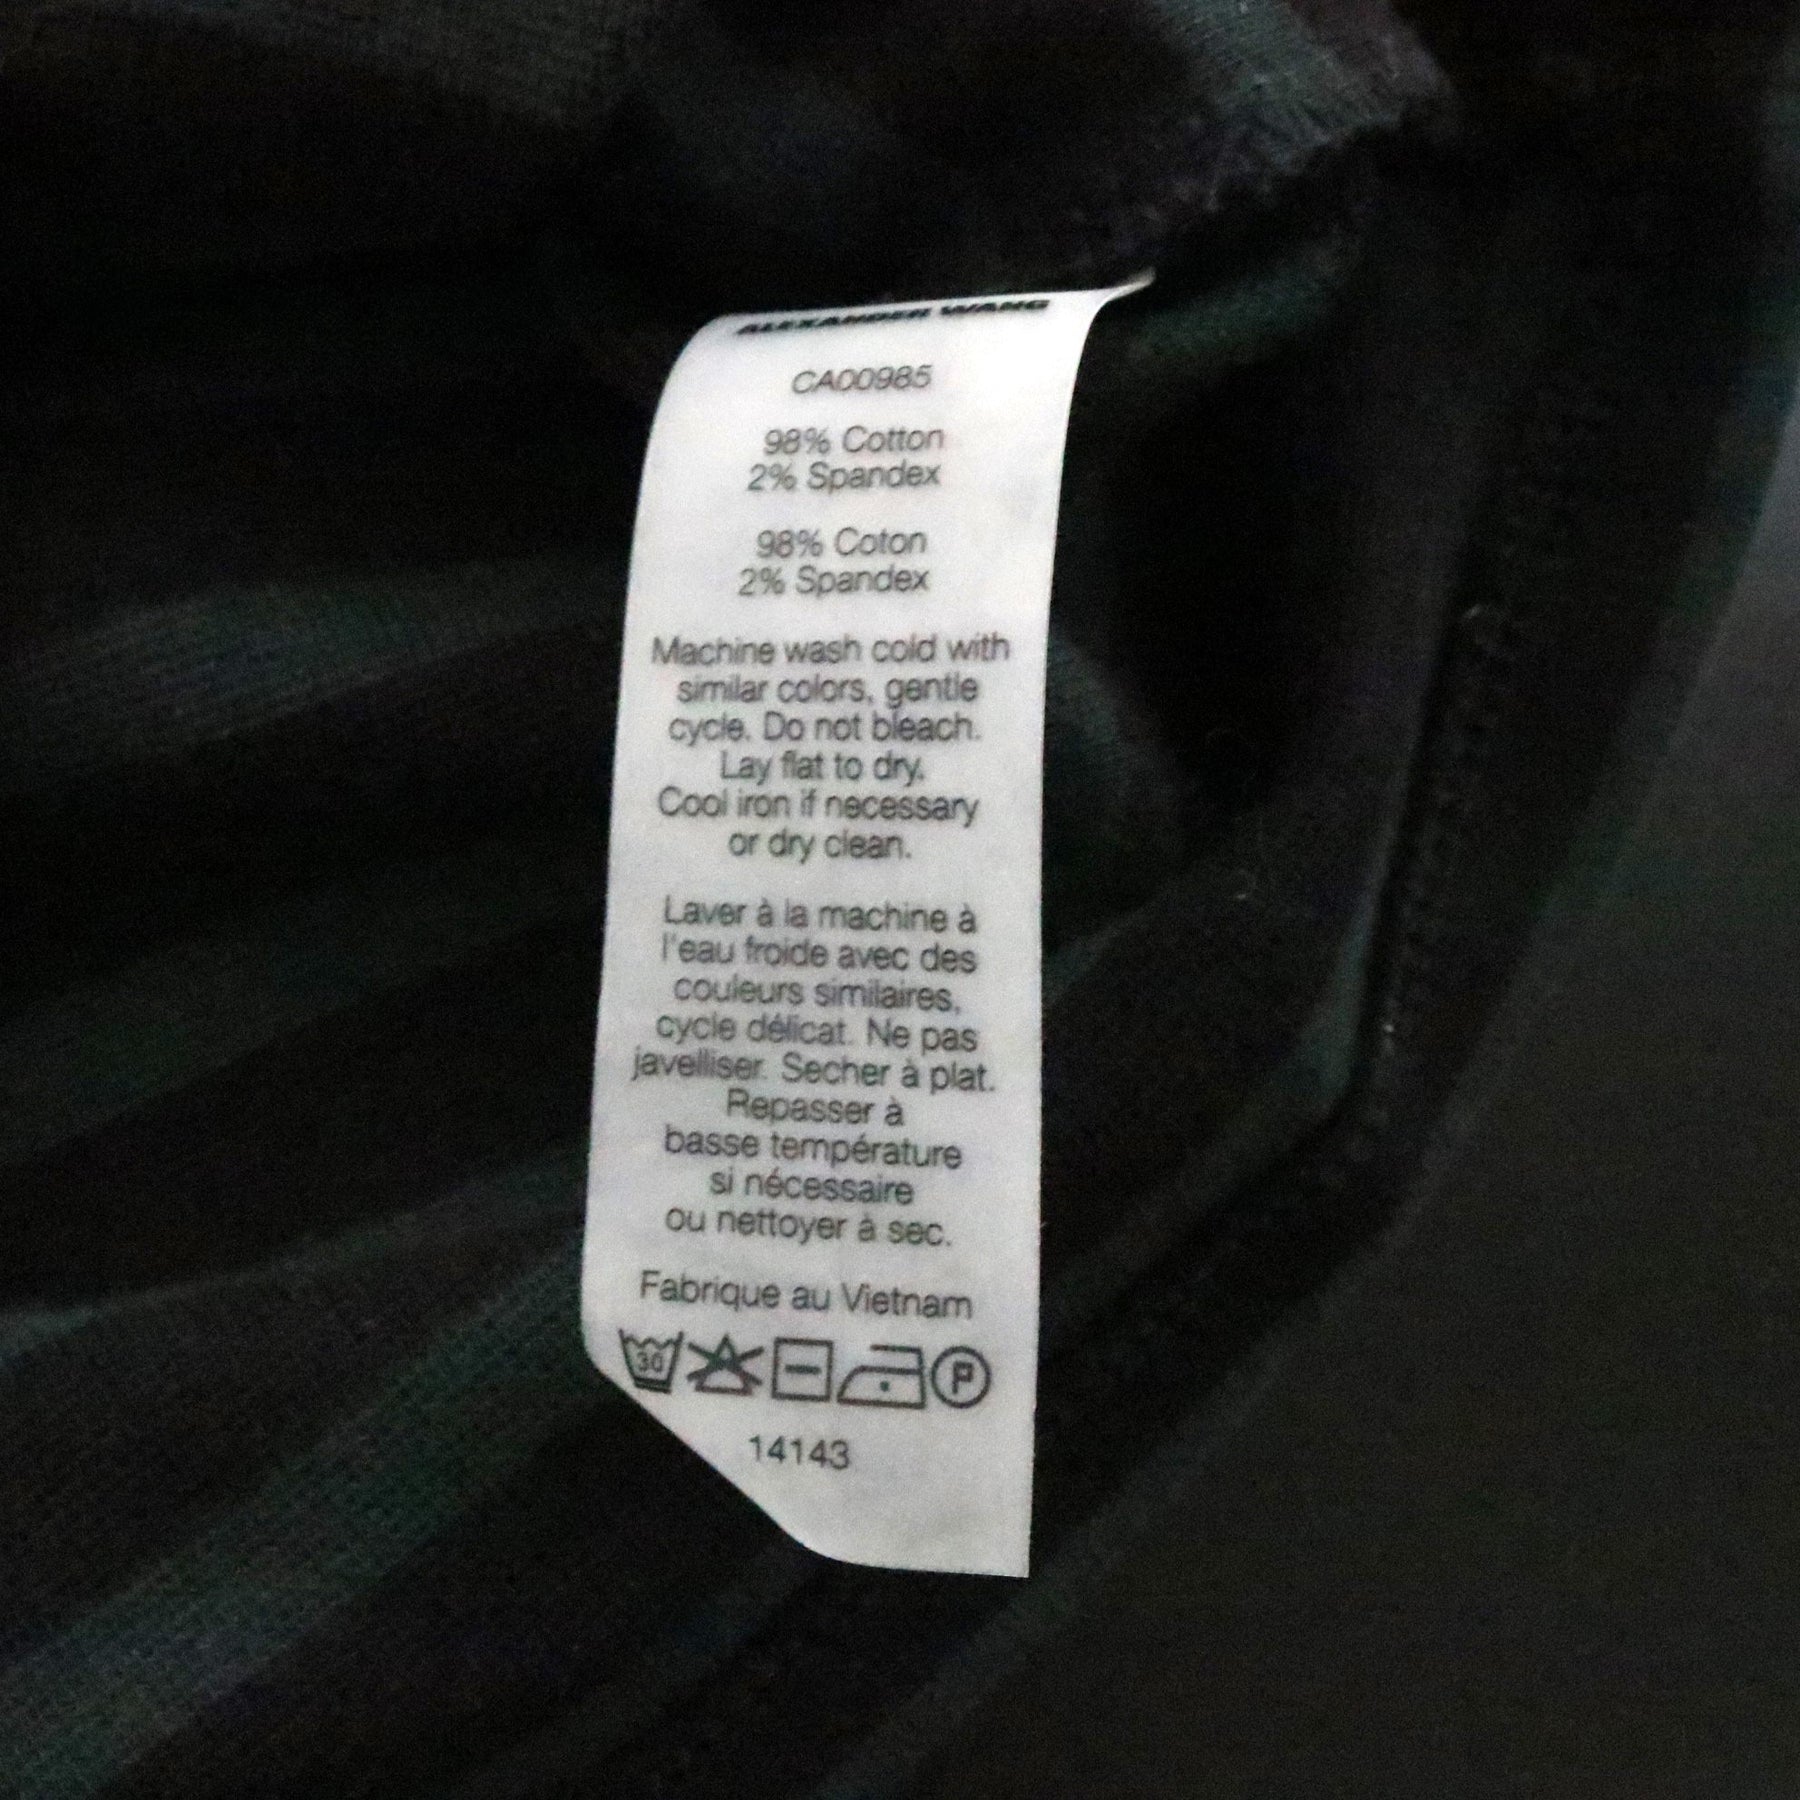 ALEXANDER WANG
CA00985
98% Cotton
2% Spandex
98% Coton
2% Spandex
Machine wash cold with
similar colors, gentle
cycle. Do not bleach.
Lay flat to dry.
Cool iron if necessary
or dry clean.
Laver à la machine à
l'eau froide avec des
couleurs similaires,
cycle délicat. Ne pas
javelliser. Secher à plat.
Repasser à
basse température
si nécessaire
ou nettoyer à sec.
Fabrique au Vietnam
30 P
14143